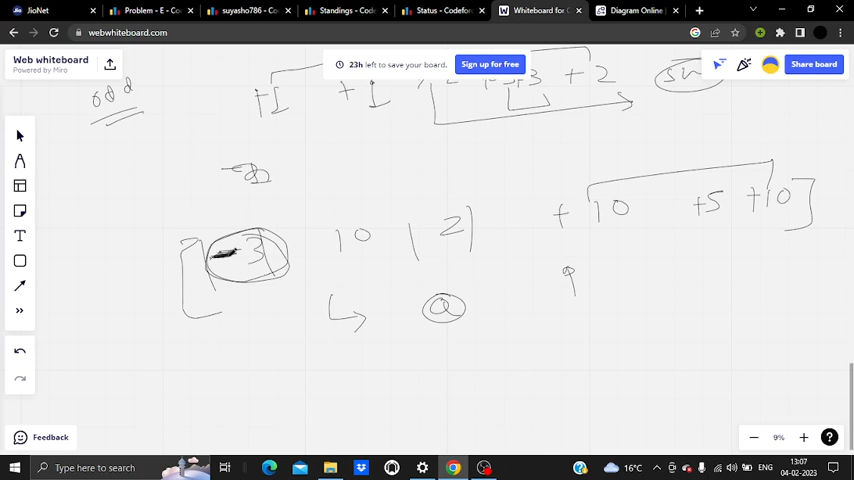 JioNet
Problem - E - Co
suyasho786 - Co
Standings - Code
Status - Codefor
Whiteboard for C
Diagram Online
webwhiteboard.com
Web whiteboard
Powered by Miro
23h left to save your board.
Sign up for free
Share board
odd
+1 +1 +3 +2
-3 10 | 2 | + 10 +5 +10 ]
a
Feedback
9%
Type here to search
16°C
ENG
13:07
04-02-2023